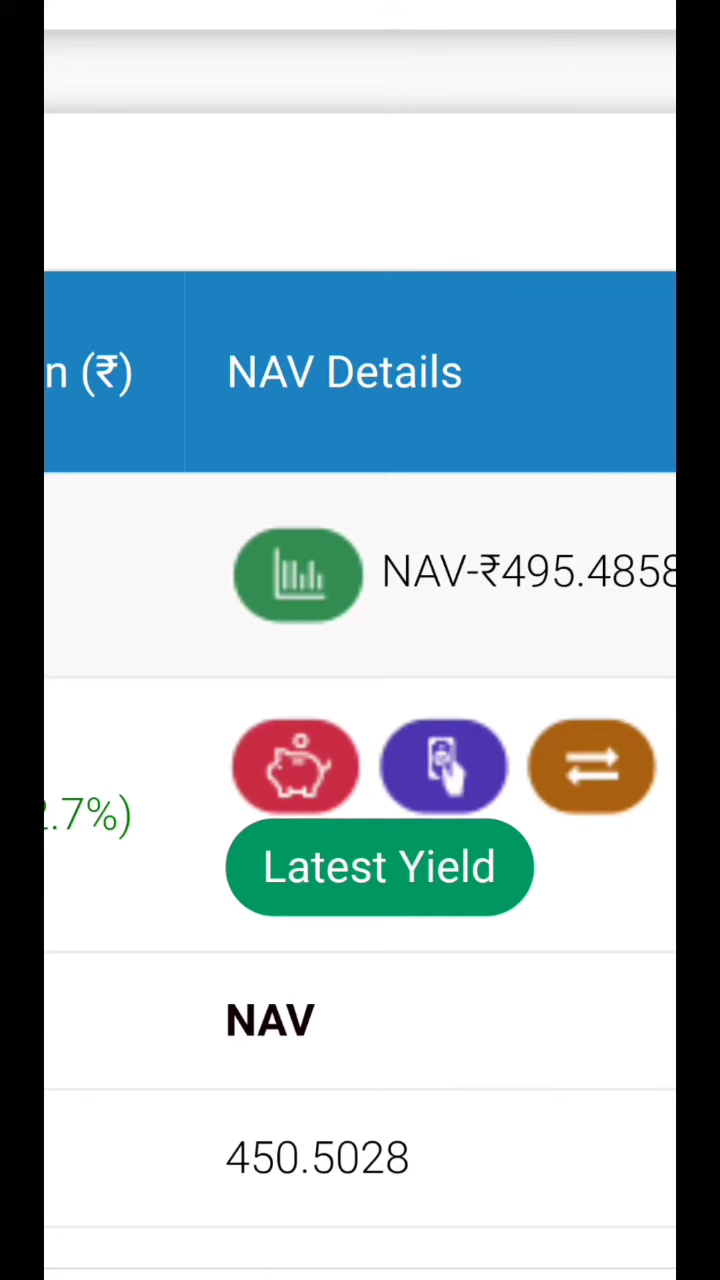 n (₹) NAV Details
NAV-₹495.4858
.7%)
Latest Yield
NAV
450.5028